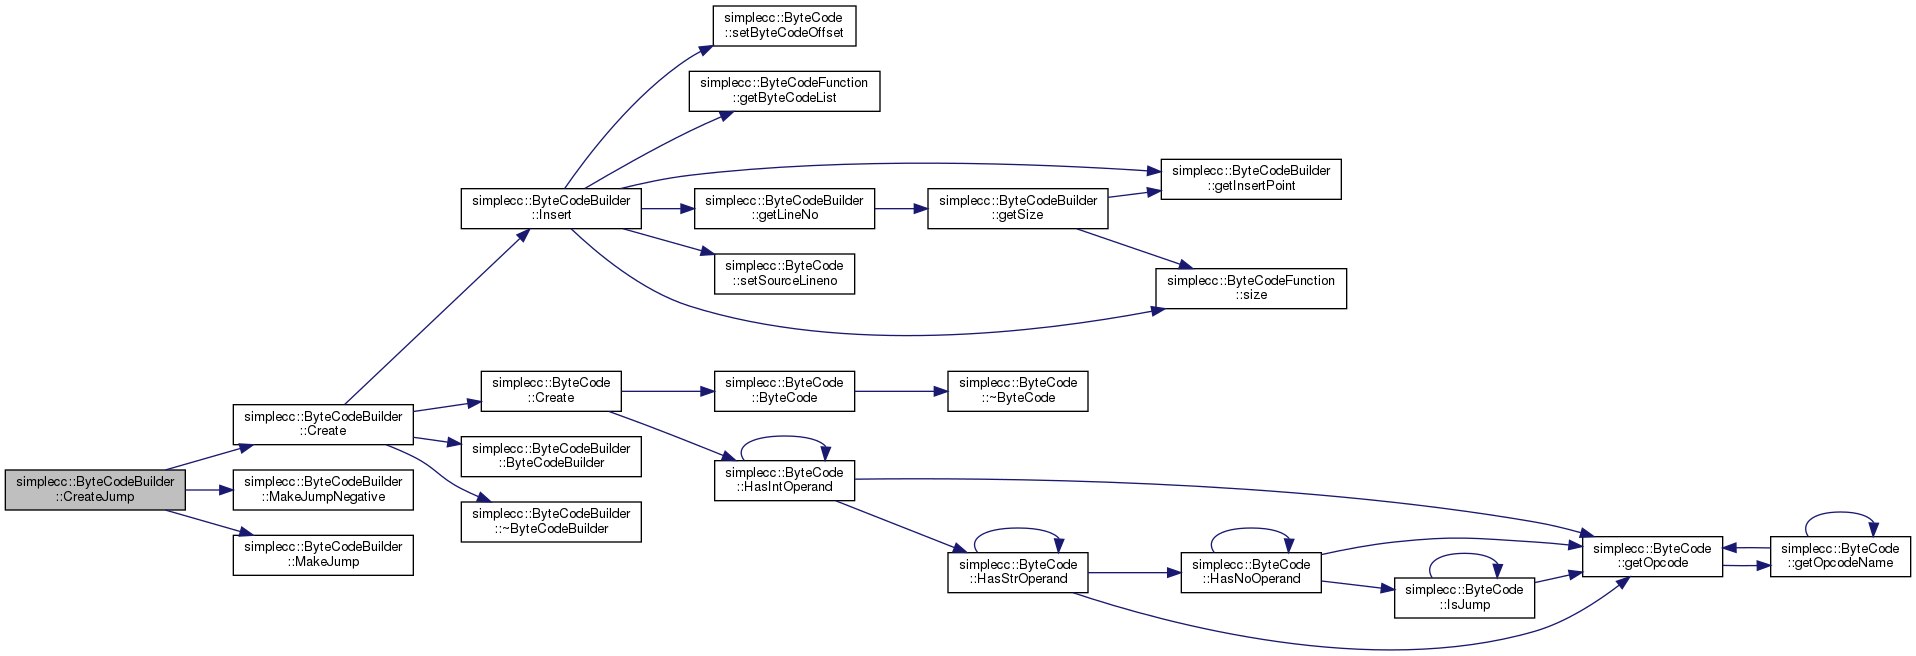 simplecc::ByteCodeBuilder
::CreateJump
simplecc::ByteCodeBuilder
::Create
simplecc::ByteCodeBuilder
::MakeJumpNegative
simplecc::ByteCodeBuilder
::MakeJump
simplecc::ByteCodeBuilder
::Insert
simplecc::ByteCode
::Create
simplecc::ByteCodeBuilder
::ByteCodeBuilder
simplecc::ByteCodeBuilder
::~ByteCodeBuilder
simplecc::ByteCode
::setByteCodeOffset
simplecc::ByteCodeFunction
::getByteCodeList
simplecc::ByteCodeBuilder
::getLineNo
simplecc::ByteCode
::setSourceLineno
simplecc::ByteCodeBuilder
::getSize
simplecc::ByteCodeBuilder
::getInsertPoint
simplecc::ByteCodeFunction
::size
simplecc::ByteCode
::ByteCode
simplecc::ByteCode
::~ByteCode
simplecc::ByteCode
::HasIntOperand
simplecc::ByteCode
::HasStrOperand
simplecc::ByteCode
::HasNoOperand
simplecc::ByteCode
::IsJump
simplecc::ByteCode
::getOpcode
simplecc::ByteCode
::getOpcodeName